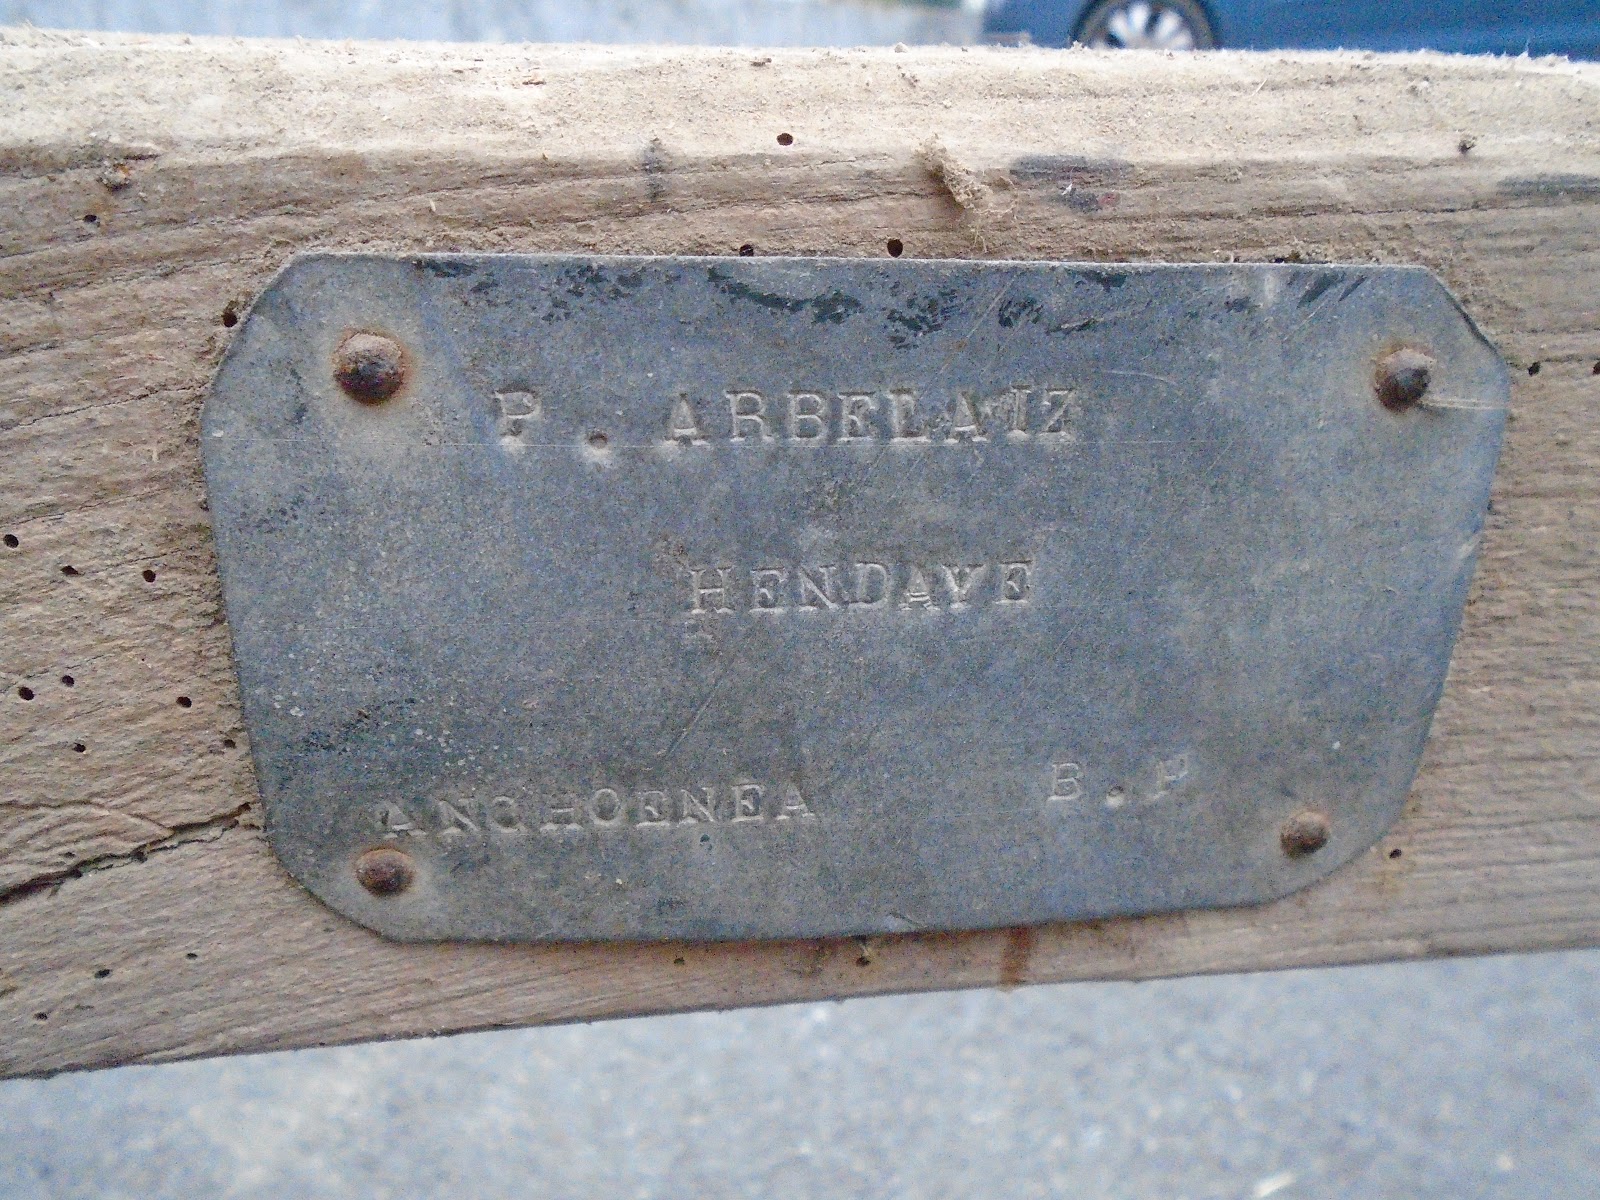 P. ARBELAIZ
HENDAYE
ANCHOENEA B.P